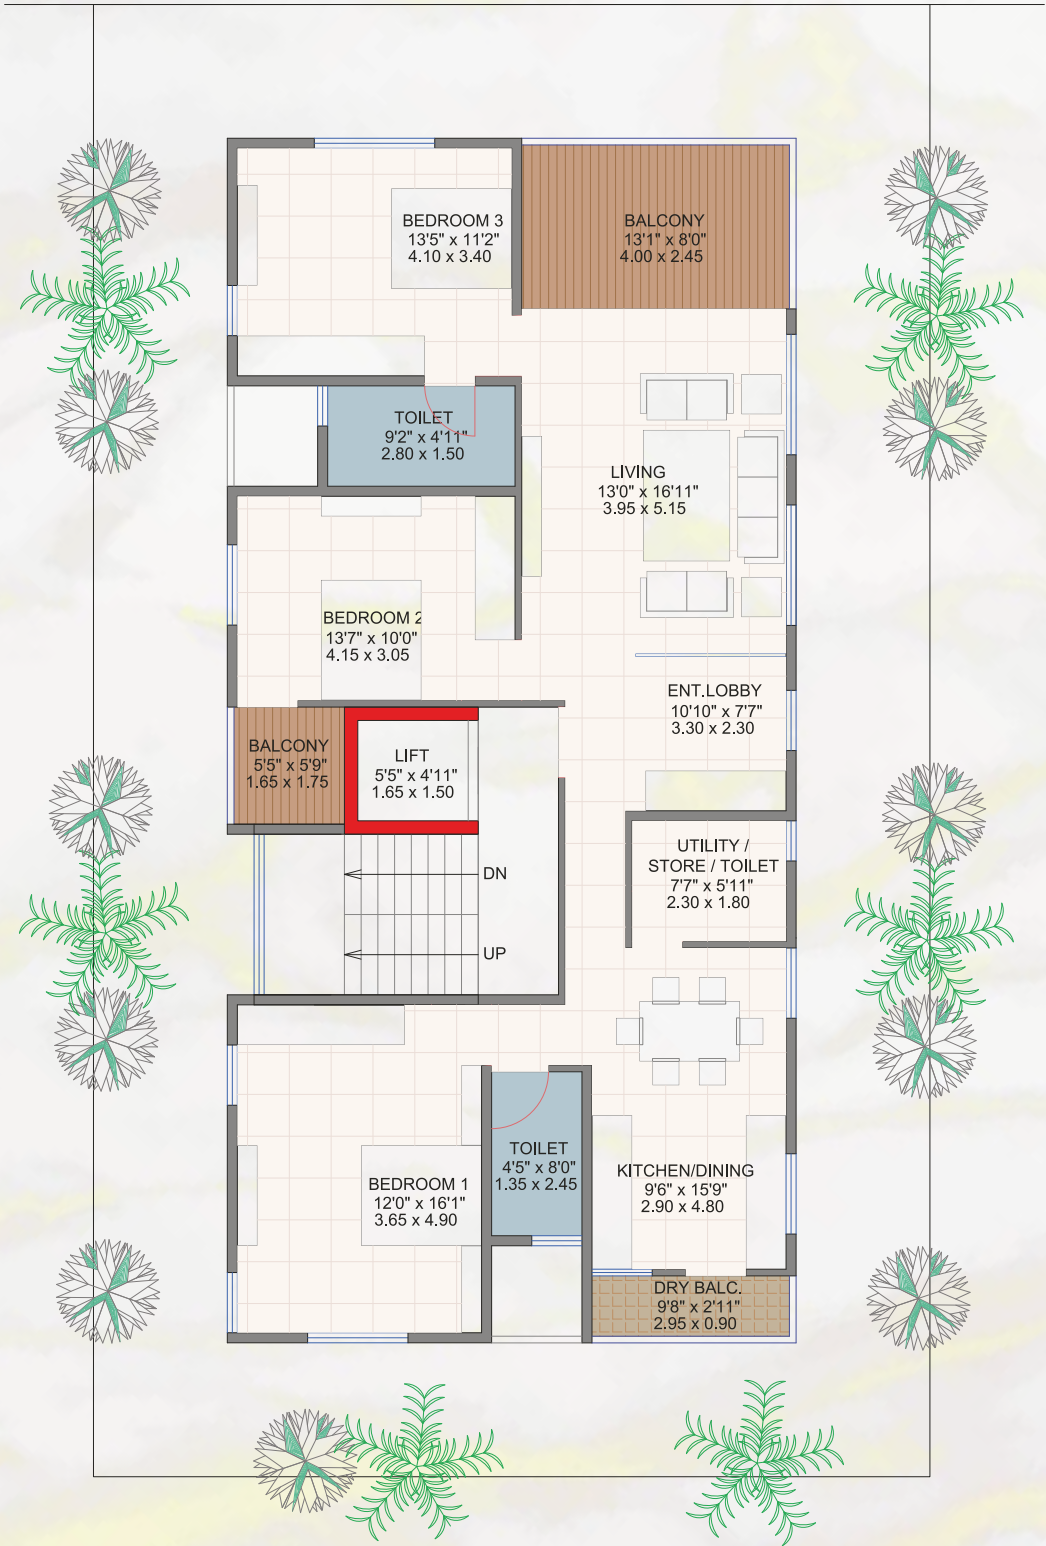 BEDROOM 3
13'5" x 11'2"
4.10 x 3.40
BALCONY
13'1" x 8'0"
4.00 x 2.45
TOILET
9'2" x 4'11"
2.80 x 1.50
LIVING
13'0" x 16'11"
3.95 x 5.15
BEDROOM 2
13'7" x 10'0"
4.15 x 3.05
ENT.LOBBY
10'10" x 7'7"
3.30 x 2.30
BALCONY
5'5" x 5'9"
1.65 x 1.75
LIFT
5'5" x 4'11"
1.65 x 1.50
UTILITY /
STORE / TOILET
7'7" x 5'11"
2.30 x 1.80
DN
UP
TOILET
4'5" x 8'0"
1.35 x 2.45
BEDROOM 1
12'0" x 16'1"
3.65 x 4.90
KITCHEN/DINING
9'6" x 15'9"
2.90 x 4.80
DRY BALC.
9'8" x 2'11"
2.95 x 0.90